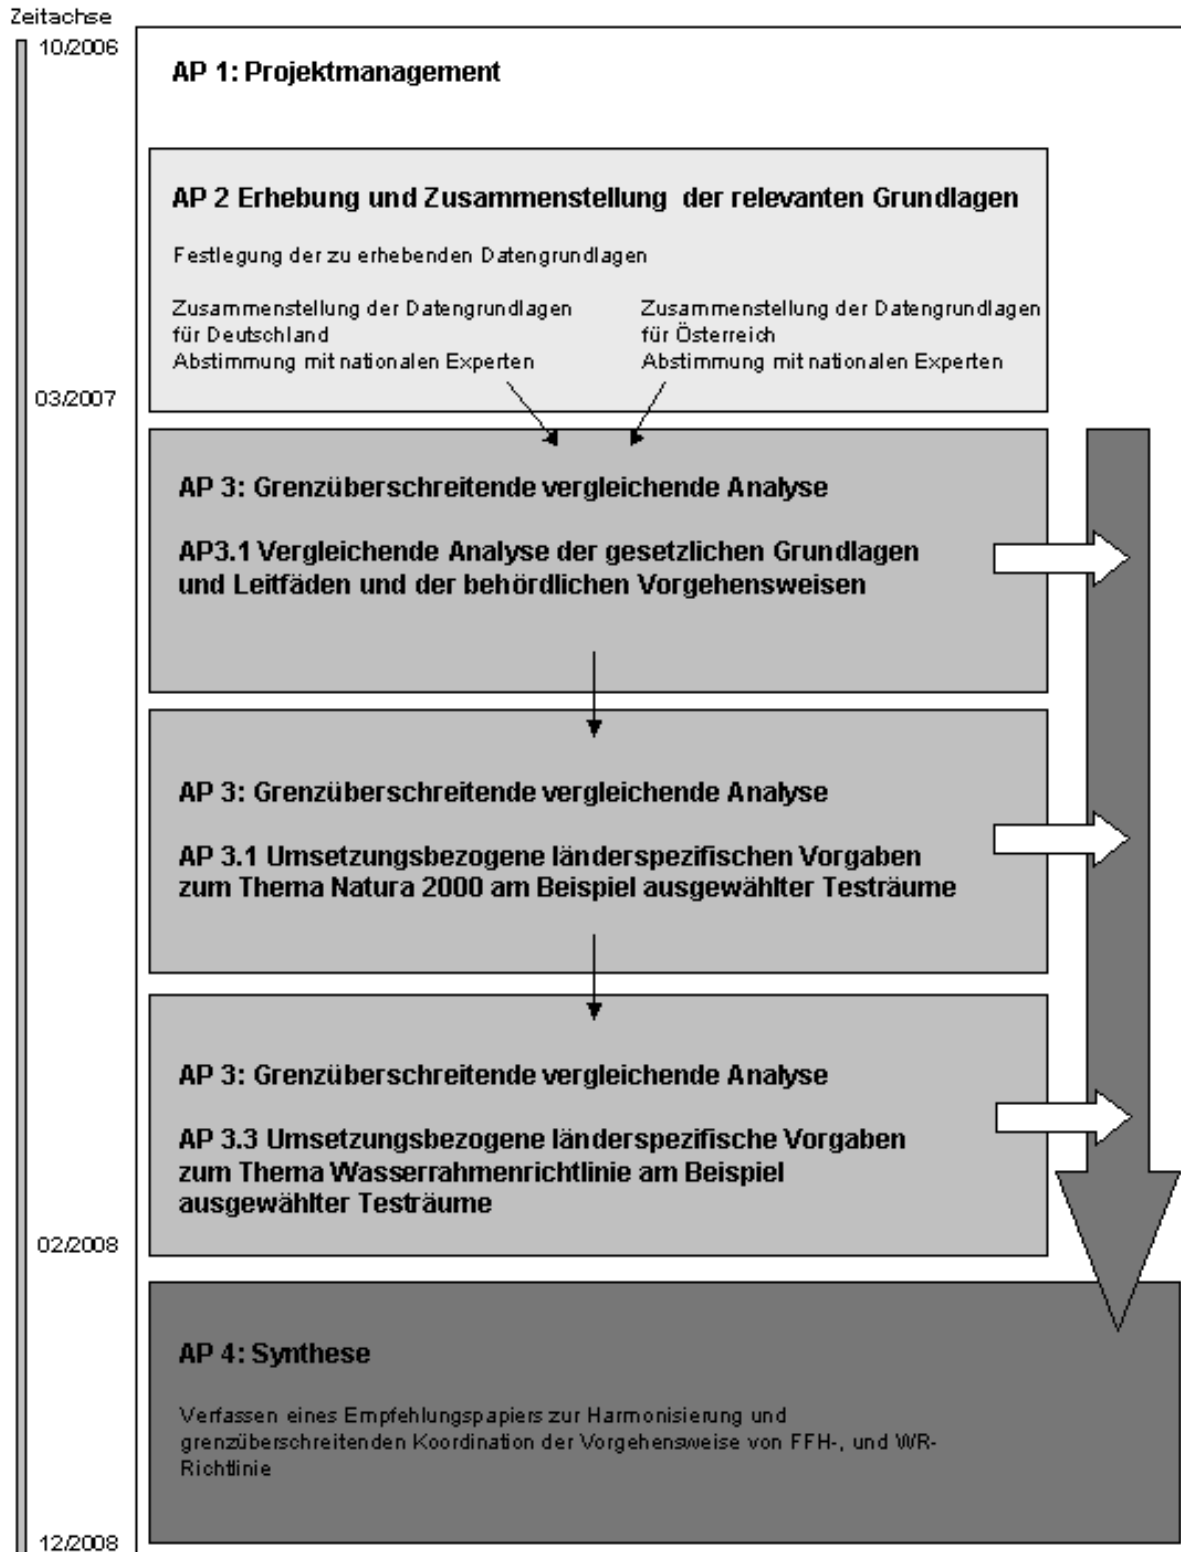 Zeitachse
10/2006
AP 1: Projektmanagement
AP 2 Erhebung und Zusammenstellung der relevanten Grundlagen
Festlegung der zu erhebenden Datengrundlagen
Zusammenstellung der Datengrundlagen
für Deutschland
Abstimmung mit nationalen Experten
Zusammenstellung der Datengrundlagen
für Österreich
Abstimmung mit nationalen Experten
03/2007
AP 3: Grenzüberschreitende vergleichende Analyse
AP3.1 Vergleichende Analyse der gesetzlichen Grundlagen
und Leitfäden und der behördlichen Vorgehensweisen
AP 3: Grenzüberschreitende vergleichende Analyse
AP 3.1 Umsetzungsbezogene länderspezifischen Vorgaben
zum Thema Natura 2000 am Beispiel ausgewählter Testräume
AP 3: Grenzüberschreitende vergleichende Analyse
AP 3.3 Umsetzungsbezogene länderspezifische Vorgaben
zum Thema Wasserrahmenrichtlinie am Beispiel
ausgewählter Testräume
02/2008
AP 4: Synthese
Verfassen eines Empfehlungspapiers zur Harmonisierung und
grenzüberschreitenden Koordination der Vorgehensweise von FFH-, und WR-
Richtlinie
12/2008